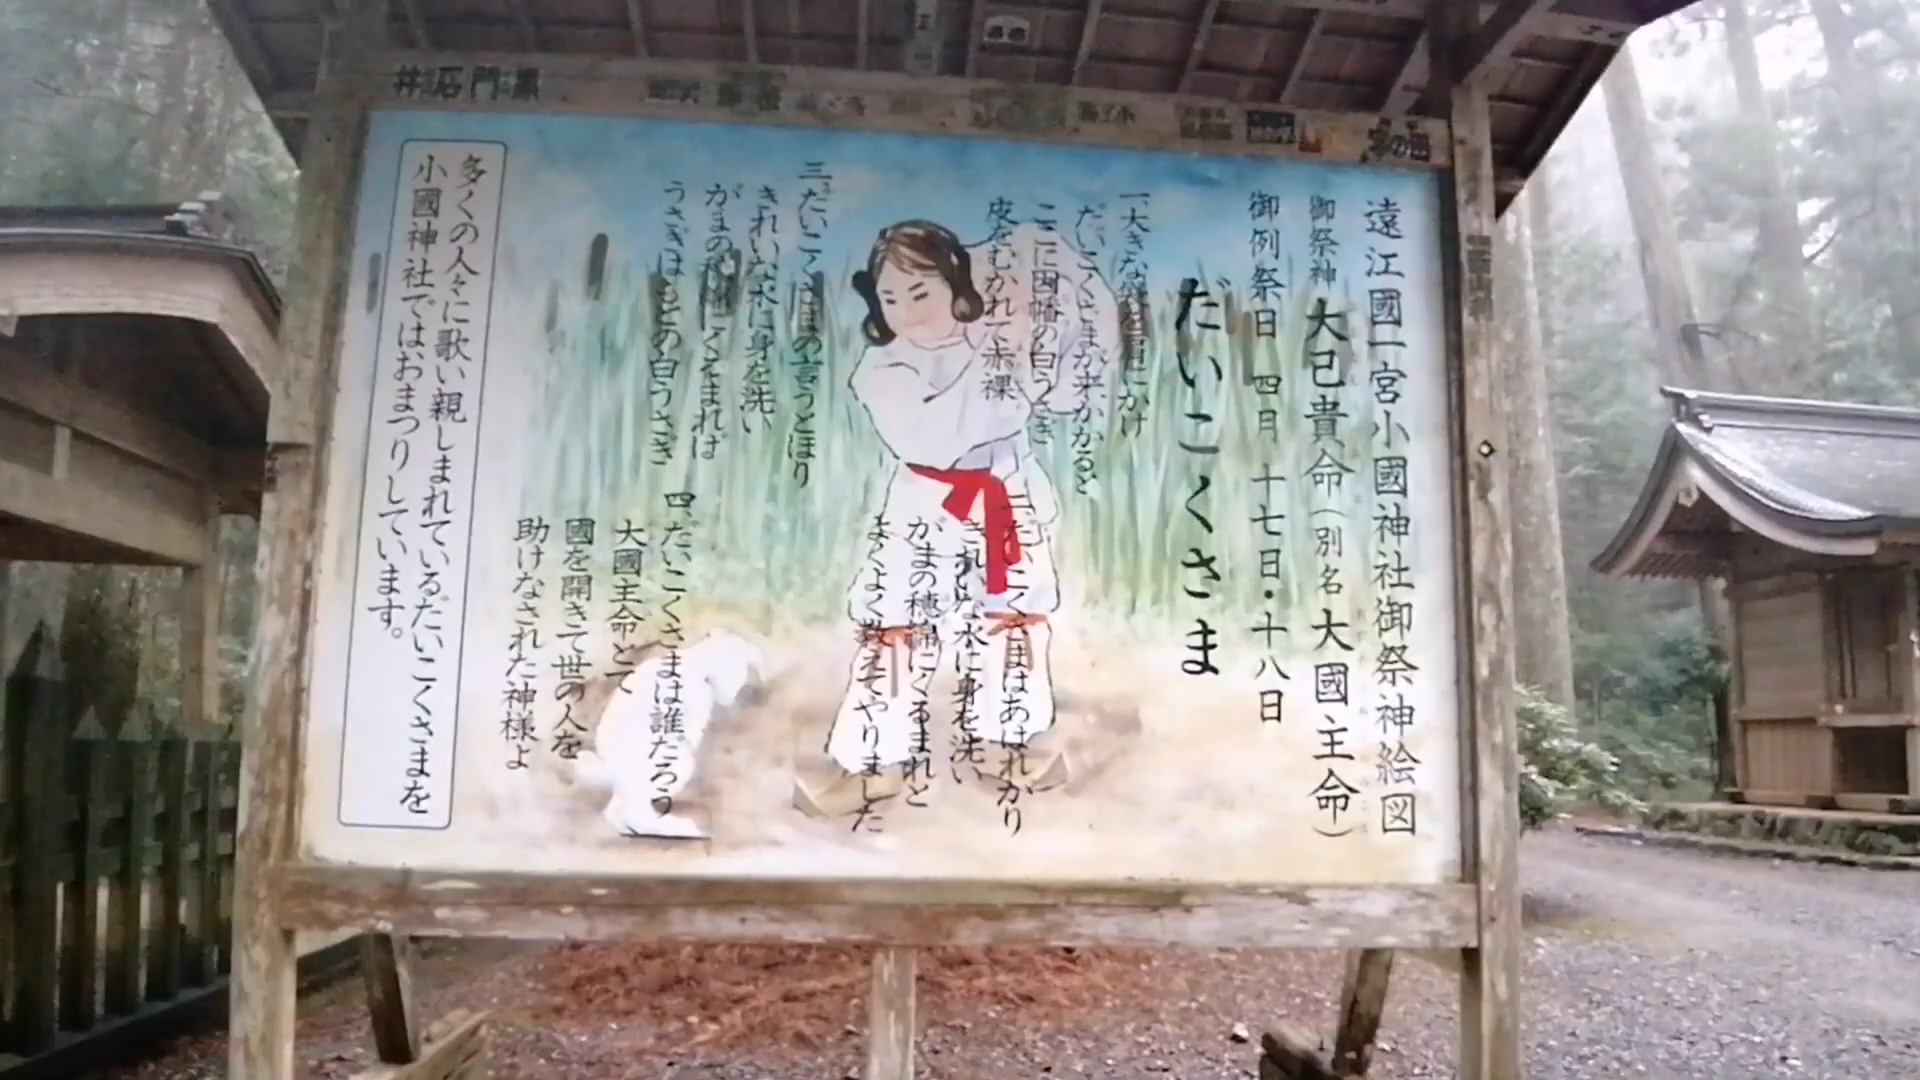 遠江國一宮小國神社御祭神絵図
御祭神 大己貴命(別名 大國主命)
御例祭日 四月 十七日・十八日
だいこくさま
一、大きな袋を肩にかけ
だいこくさまが来かかると
ここに因幡の白うさぎ
皮をむかれて赤裸
二、だいこくさまはあはれがり
きれいな水に身を洗い
がまの穂綿にくるまれと
よくよく教えてやりました
三、だいこくさまの言うとほり
きれいな水に身を洗い
がまの穂綿にくるまれば
うさぎはもとの白うさぎ
四、だいこくさまは誰だろう
大國主命とて
國を開きて世の人を
助けなされた神様よ
多くの人々に歌い親しまれているだいこくさまを
小國神社ではおまつりしています。